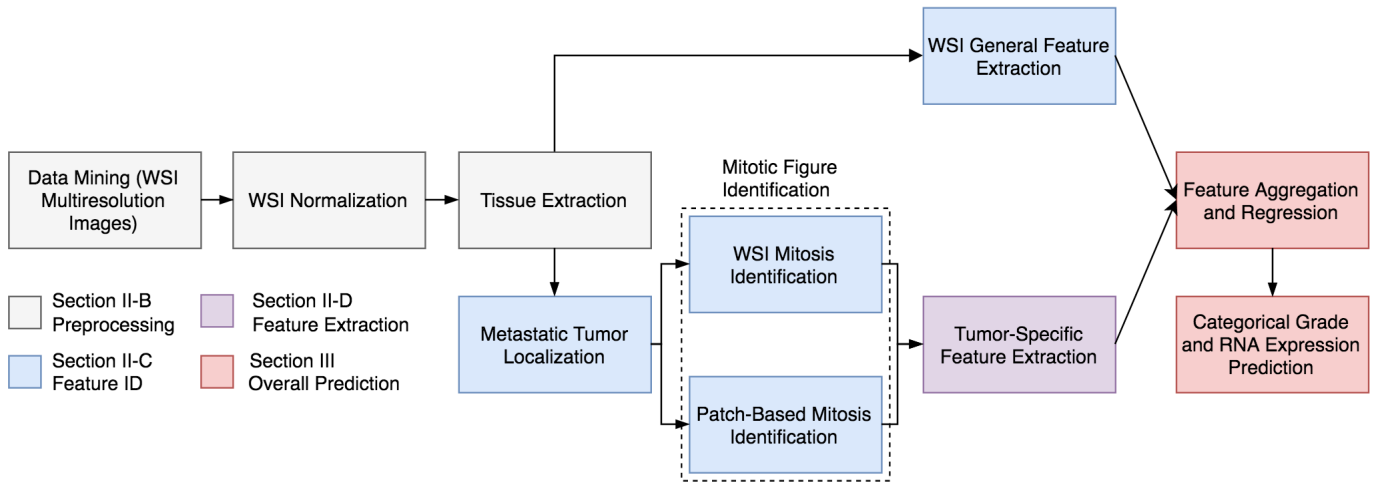 WSI General Feature
Extraction
Data Mining (WSI
Multiresolution
Images)
WSI Normalization
Tissue Extraction
Mitotic Figure
Identification
Feature Aggregation
and Regression
WSI Mitosis
Identification
Section II-B
Preprocessing
Section II-D
Feature Extraction
Section II-C
Feature ID
Section III
Overall Prediction
Metastatic Tumor
Localization
Patch-Based Mitosis
Identification
Tumor-Specific
Feature Extraction
Categorical Grade
and RNA Expression
Prediction